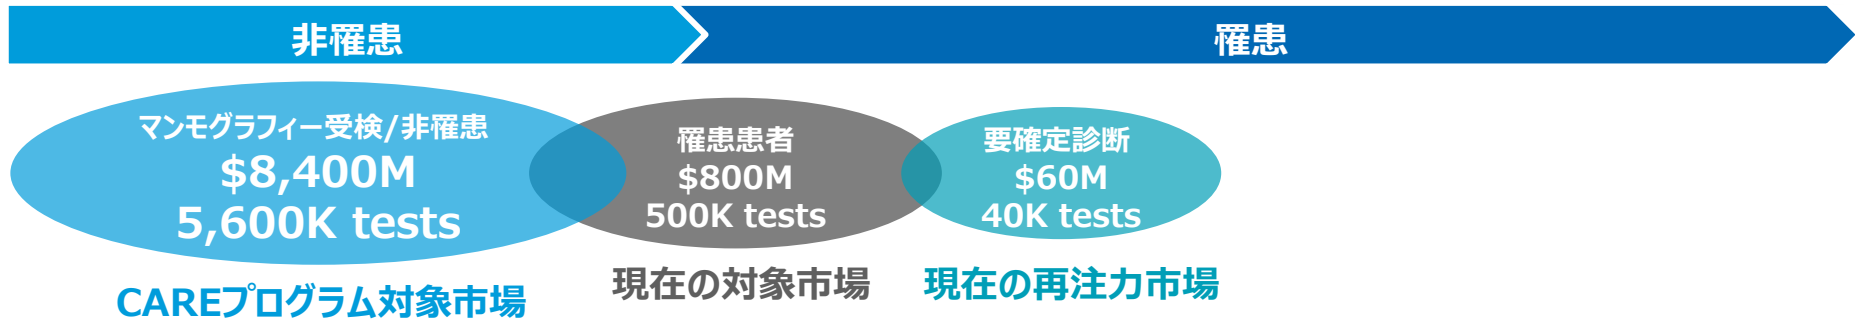 非罹患
罹患
マンモグラフィー受検/非罹患
$8,400M
5,600K tests
CAREプログラム対象市場
罹患患者
$800M
500K tests
現在の対象市場
要確定診断
$60M
40K tests
現在の再注力市場